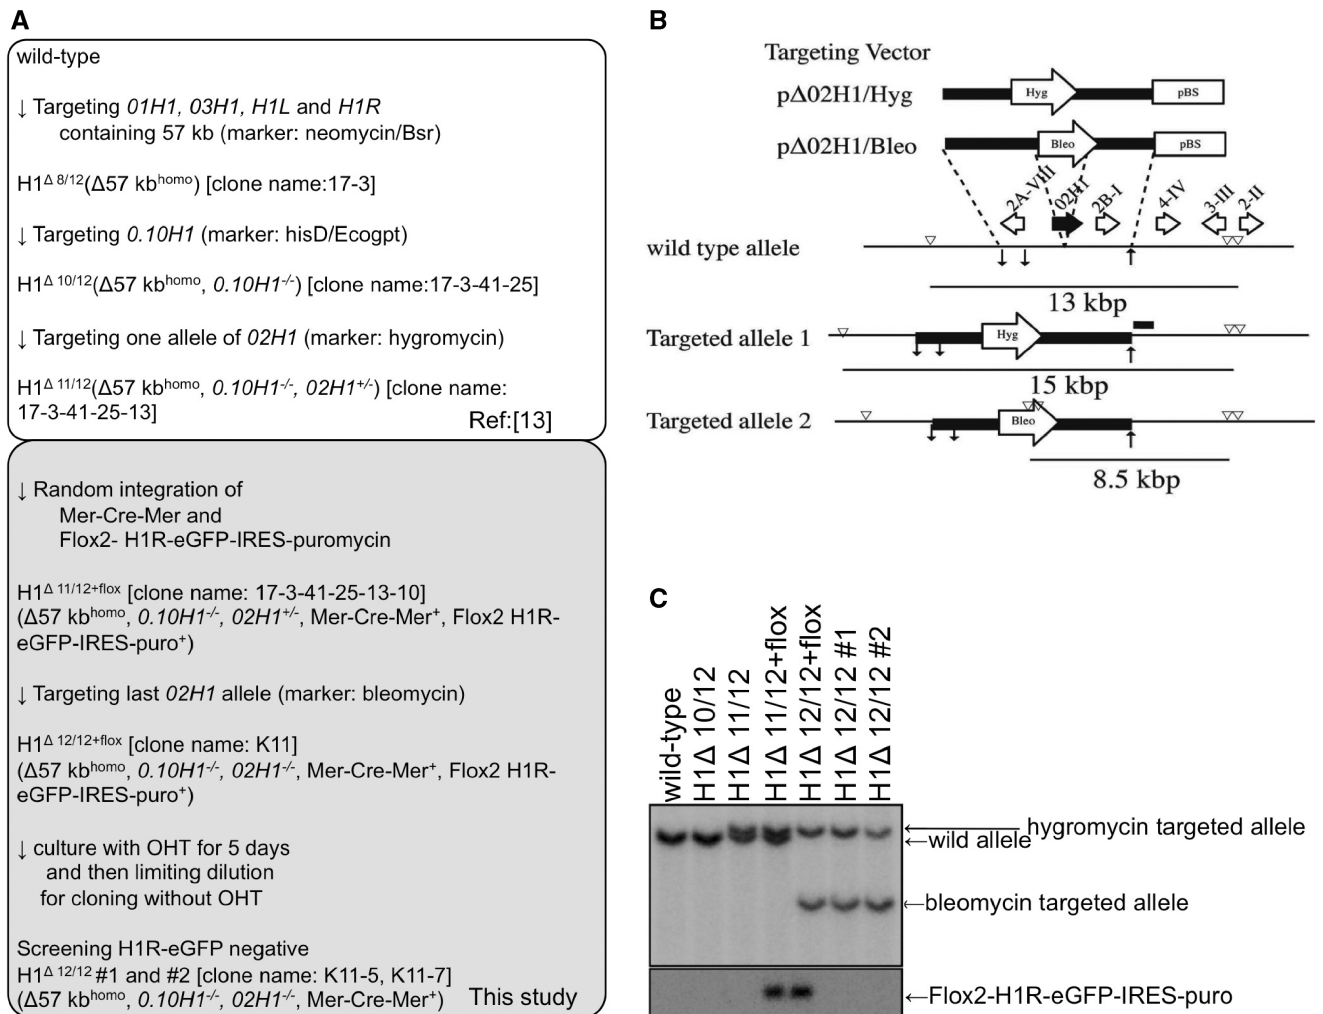 A
wild-type
↓ Targeting 01H1, 03H1, H1L and H1R
containing 57 kb (marker: neomycin/Bsr)
H1Δ 8/12(Δ57 kbhomo) [clone name:17-3]
↓ Targeting 0.10H1 (marker: hisD/Ecogpt)
H1Δ 10/12(Δ57 kbhomo, 0.10H1-/-) [clone name:17-3-41-25]
↓ Targeting one allele of 02H1 (marker: hygromycin)
H1Δ 11/12(Δ57 kbhomo, 0.10H1-/-, 02H1+/-) [clone name:
17-3-41-25-13]
Ref:[13]
↓ Random integration of
Mer-Cre-Mer and
Flox2- H1R-eGFP-IRES-puromycin
H1Δ 11/12+flox [clone name: 17-3-41-25-13-10]
(Δ57 kbhomo, 0.10H1-/-, 02H1+/-, Mer-Cre-Mer+, Flox2 H1R-
eGFP-IRES-puro+)
↓ Targeting last 02H1 allele (marker: bleomycin)
H1Δ 12/12+flox [clone name: K11]
(Δ57 kbhomo, 0.10H1-/-, 02H1-/-, Mer-Cre-Mer+, Flox2 H1R-
eGFP-IRES-puro+)
↓ culture with OHT for 5 days
and then limiting dilution
for cloning without OHT
Screening H1R-eGFP negative
H1Δ 12/12 #1 and #2 [clone name: K11-5, K11-7]
(Δ57 kbhomo, 0.10H1-/-, 02H1-/-, Mer-Cre-Mer+)
This study
B
Targeting Vector
pΔ02H1/Hyg
Hyg
pBS
pΔ02H1/Bleo
Bleo
pBS
2A-VIII
02H1
2B-I
4-IV
3-III
2-II
wild type allele
13 kbp
Targeted allele 1
Hyg
15 kbp
Targeted allele 2
Bleo
8.5 kbp
C
wild-type
H1Δ 10/12
H1Δ 11/12
H1Δ 11/12+flox
H1Δ 12/12+flox
H1Δ 12/12 #1
H1Δ 12/12 #2
hygromycin targeted allele
←wild allele
←bleomycin targeted allele
←Flox2-H1R-eGFP-IRES-puro